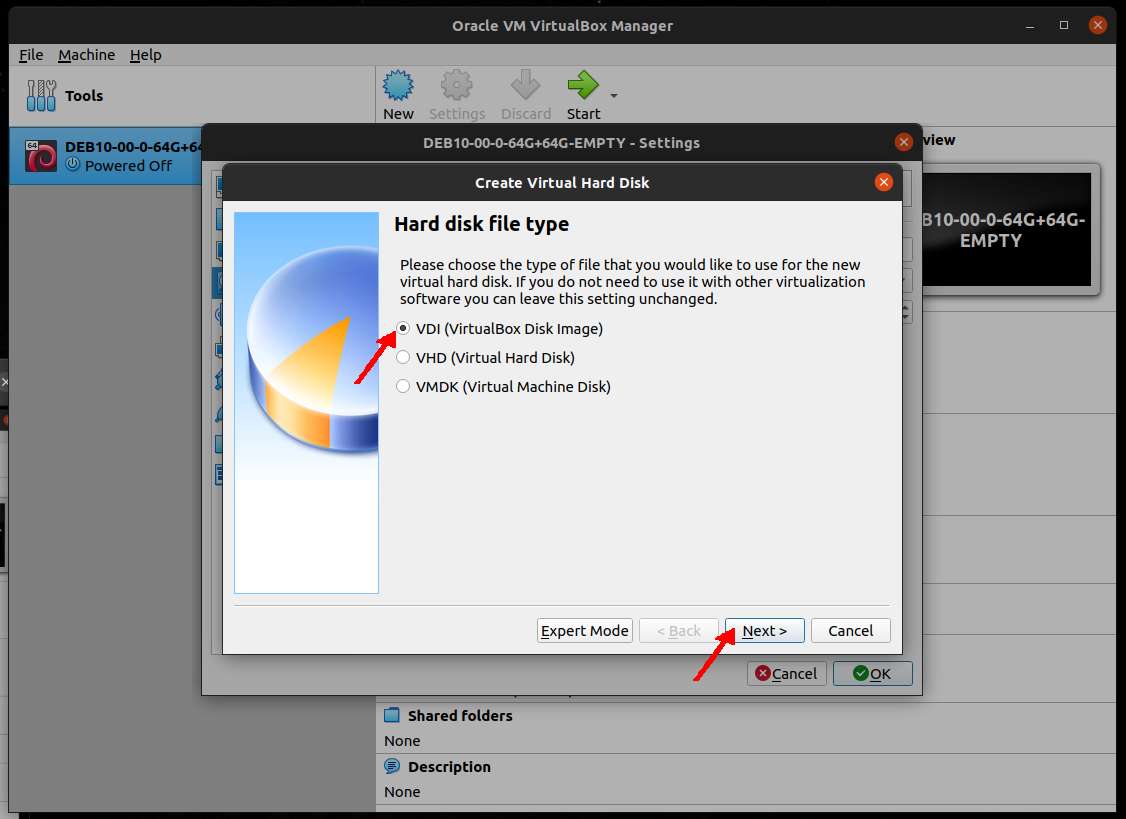 Oracle VM VirtualBox Manager
File Machine Help
Tools
New Settings Discard Start
64
DEB10-00-0-64G+64
Powered Off
view
B10-00-0-64G+64G-
EMPTY
DEB10-00-0-64G+64G-EMPTY - Settings
Create Virtual Hard Disk
Hard disk file type
Please choose the type of file that you would like to use for the new
virtual hard disk. If you do not need to use it with other virtualization
software you can leave this setting unchanged.
VDI (VirtualBox Disk Image)
VHD (Virtual Hard Disk)
VMDK (Virtual Machine Disk)
Expert Mode < Back Next > Cancel
Cancel OK
Shared folders
None
Description
None